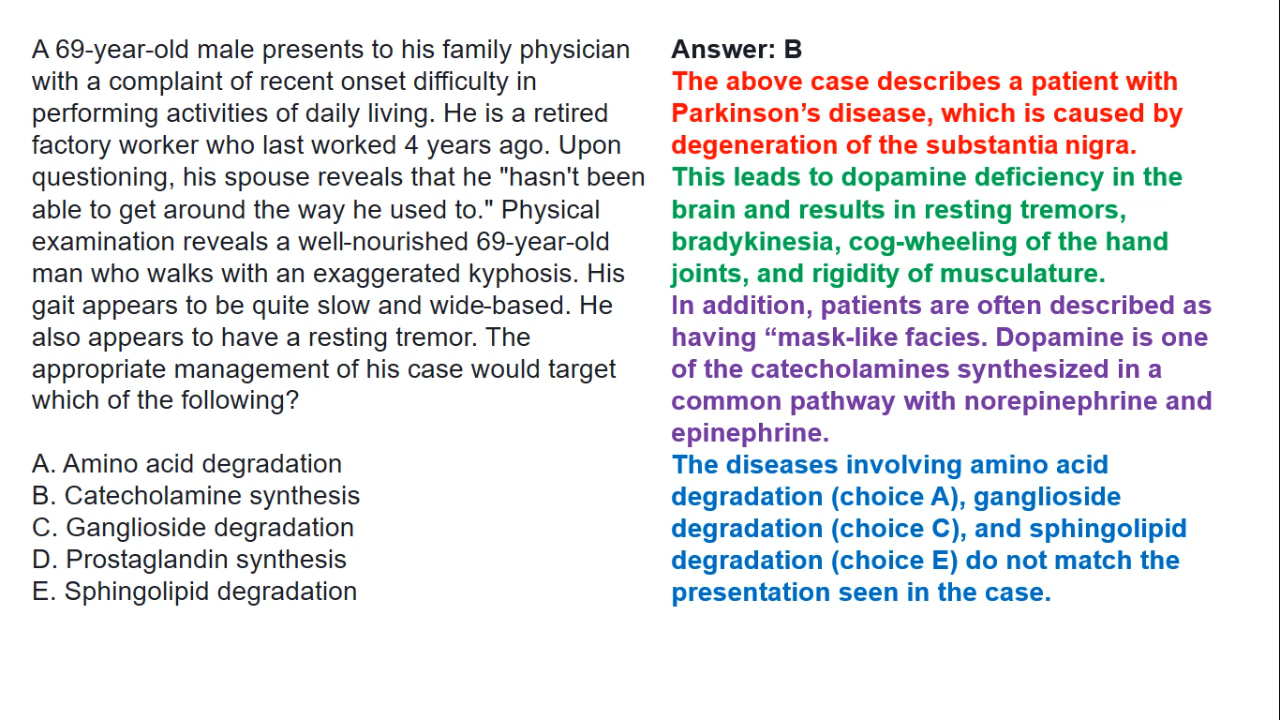 A 69-year-old male presents to his family physician
with a complaint of recent onset difficulty in
performing activities of daily living. He is a retired
factory worker who last worked 4 years ago. Upon
questioning, his spouse reveals that he "hasn't been
able to get around the way he used to." Physical
examination reveals a well-nourished 69-year-old
man who walks with an exaggerated kyphosis. His
gait appears to be quite slow and wide-based. He
also appears to have a resting tremor. The
appropriate management of his case would target
which of the following?
A. Amino acid degradation
B. Catecholamine synthesis
C. Ganglioside degradation
D. Prostaglandin synthesis
E. Sphingolipid degradation
Answer: B
The above case describes a patient with
Parkinson’s disease, which is caused by
degeneration of the substantia nigra.
This leads to dopamine deficiency in the
brain and results in resting tremors,
bradykinesia, cog-wheeling of the hand
joints, and rigidity of musculature.
In addition, patients are often described as
having “mask-like facies. Dopamine is one
of the catecholamines synthesized in a
common pathway with norepinephrine and
epinephrine.
The diseases involving amino acid
degradation (choice A), ganglioside
degradation (choice C), and sphingolipid
degradation (choice E) do not match the
presentation seen in the case.